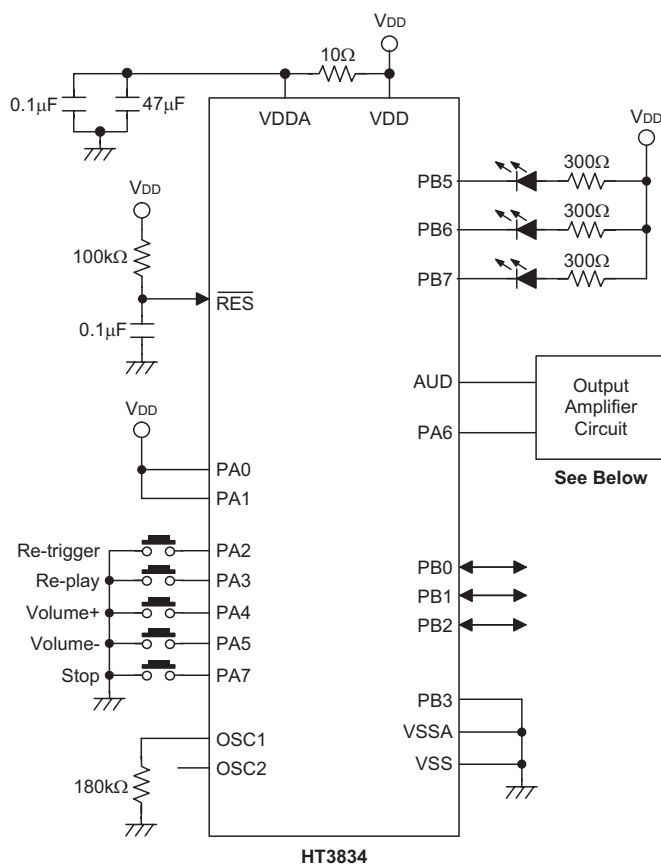 VDD
10Ω
0.1μF
47μF
VDDA
VDD
VDD
PB5
300Ω
VDD
PB6
300Ω
100kΩ
PB7
300Ω
RES
0.1μF
AUD
Output
Amplifier
Circuit
PA6
See Below
VDD
PA0
PA1
Re-trigger
PA2
PB0
Re-play
PA3
PB1
Volume+
PA4
PB2
Volume-
PA5
Stop
PA7
PB3
VSSA
OSC1
VSS
180kΩ
OSC2
HT3834